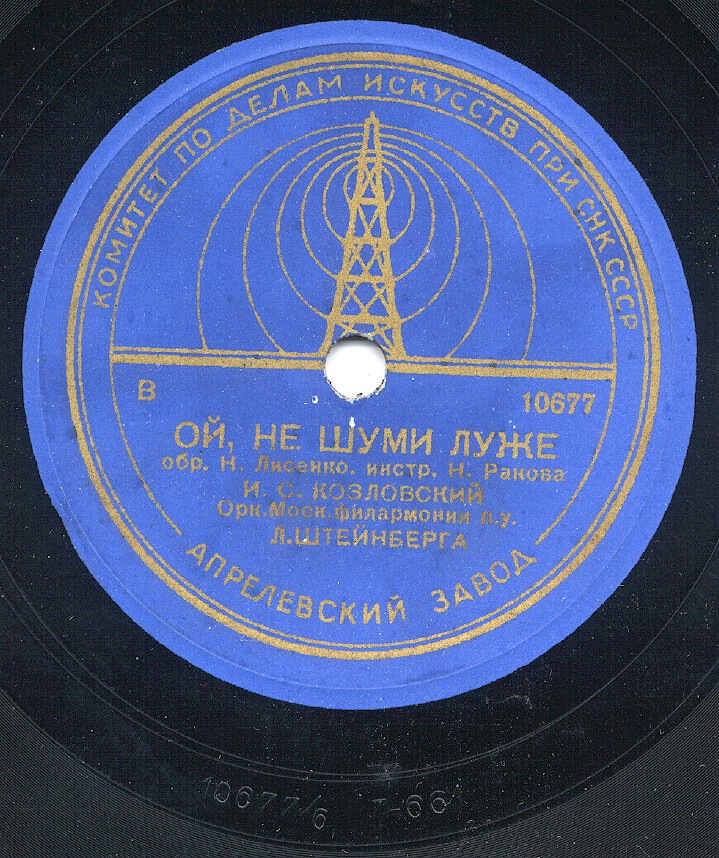 КОМИТЕТ ПО ДЕЛАМ ИСКУССТВ ПРИ СНК СССР
В 10677
ОЙ, НЕ ШУМИ ЛУЖЕ
обр. Н. Лисенко, инстр. Н. Ракова
И. С. КОЗЛОВСКИЙ
Орк.Моск.филармонии п.у.
Л.ШТЕЙНБЕРГА
АПРЕЛЕВСКИЙ ЗАВОД
10677/6